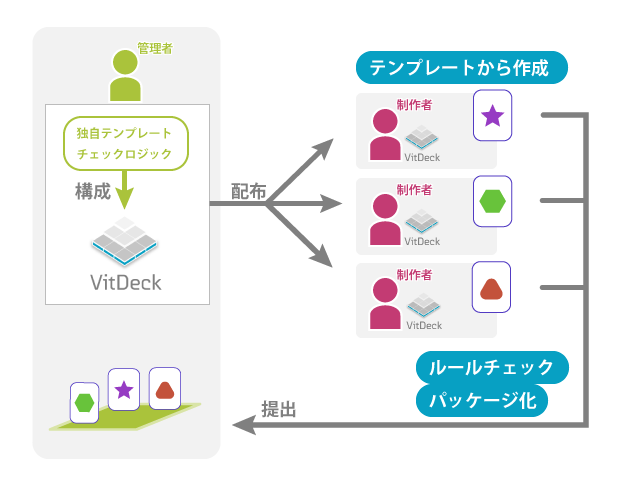 管理者
独自テンプレート
チェックロジック
構成
VitDeck
配布
テンプレートから作成
制作者
VitDeck
制作者
VitDeck
制作者
VitDeck
ルールチェック
パッケージ化
提出